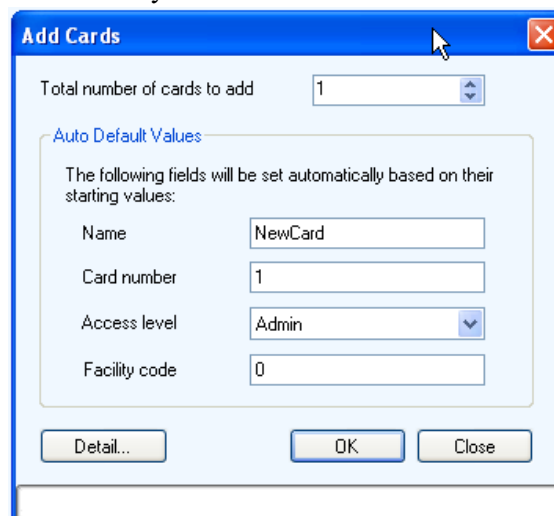 Add Cards
Total number of cards to add 1
Auto Default Values
The following fields will be set automatically based on their
starting values:
Name NewCard
Card number 1
Access level Admin
Facility code 0
Detail... OK Close